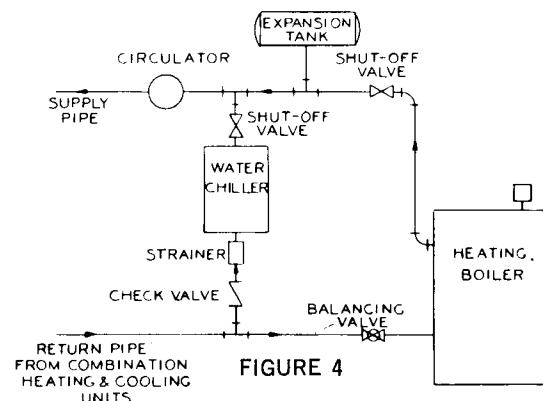 EXPANSION
TANK
CIRCULATOR
SHUT-OFF
VALVE
SUPPLY
PIPE
SHUT-OFF
VALVE
WATER
CHILLER
STRAINER
HEATING.
BOILER
CHECK VALVE
BALANCING
VALVE
RETURN PIPE
FROM COMBINATION
HEATING & COOLING
UNITS
FIGURE 4